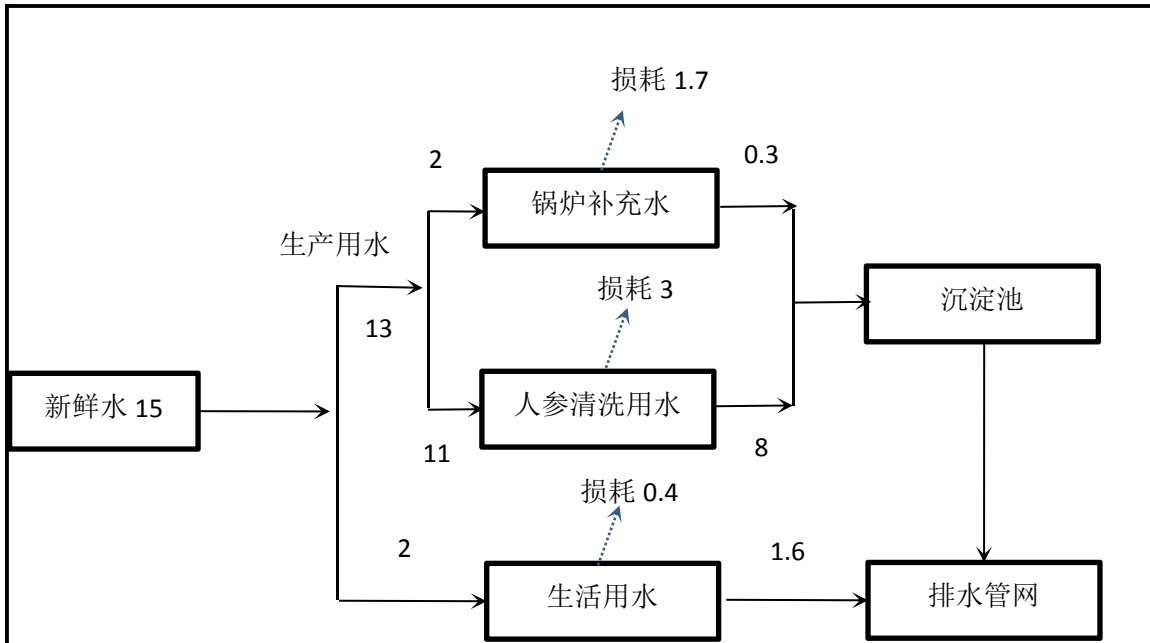 损耗 1.7
2
0.3
锅炉补充水
生产用水
损耗 3
沉淀池
13
新鲜水 15
人参清洗用水
11
8
损耗 0.4
2
1.6
生活用水
排水管网